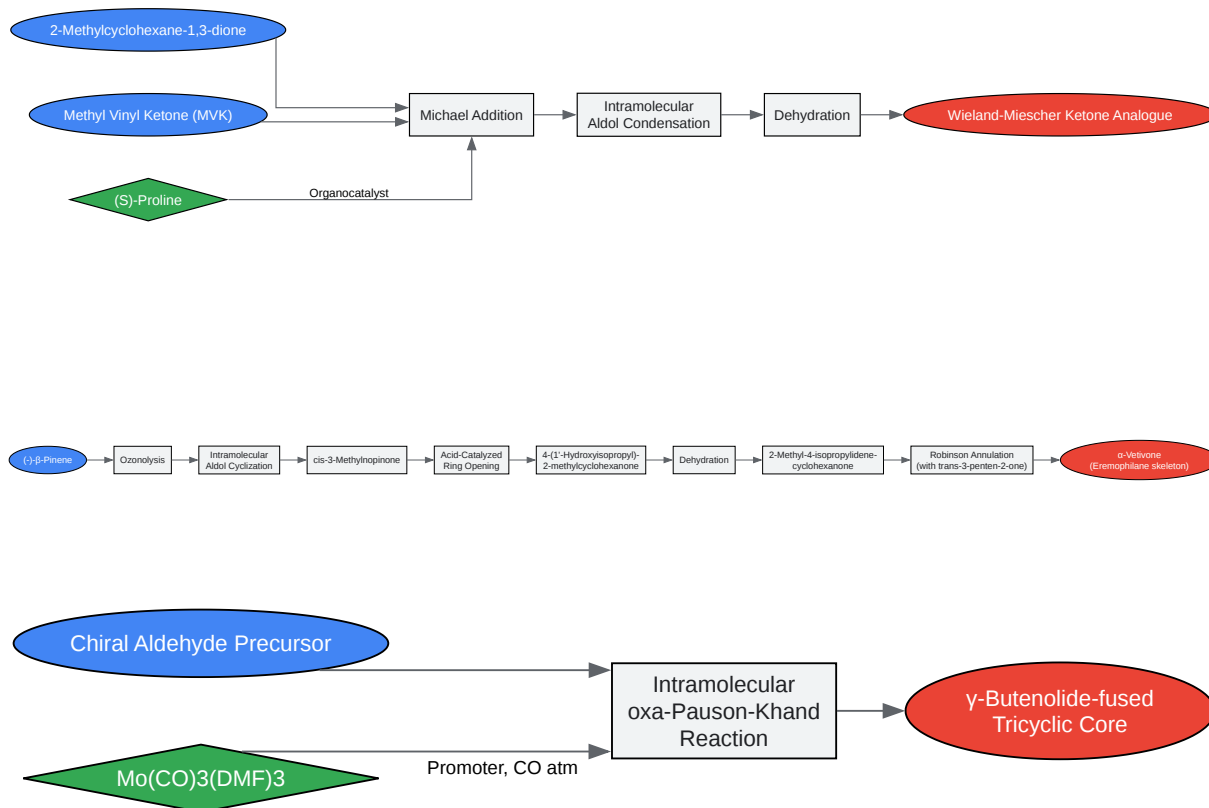 2-Methylcyclohexane-1,3-dione
Methyl Vinyl Ketone (MVK)
(S)-Proline
Organocatalyst
Michael Addition
Intramolecular
Aldol Condensation
Dehydration
Wieland-Miescher Ketone Analogue
(-)-β-Pinene
Ozonolysis
Intramolecular
Aldol Cyclization
cis-3-Methylnopinone
Acid-Catalyzed
Ring Opening
4-(1'-Hydroxyisopropyl)-
2-methylcyclohexanone
Dehydration
2-Methyl-4-isopropylidene-
cyclohexanone
Robinson Annulation
(with trans-3-penten-2-one)
α-Vetivone
(Eremophilane skeleton)
Chiral Aldehyde Precursor
Mo(CO)3(DMF)3
Promoter, CO atm
Intramolecular
oxa-Pauson-Khand
Reaction
γ-Butenolide-fused
Tricyclic Core